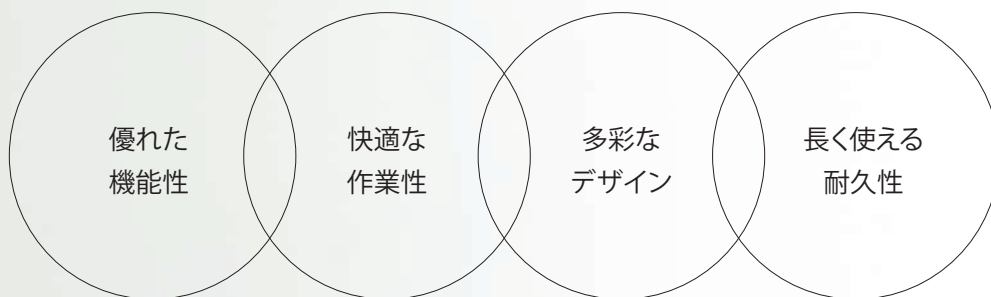 優れた
機能性
快適な
作業性
多彩な
デザイン
長く使える
耐久性